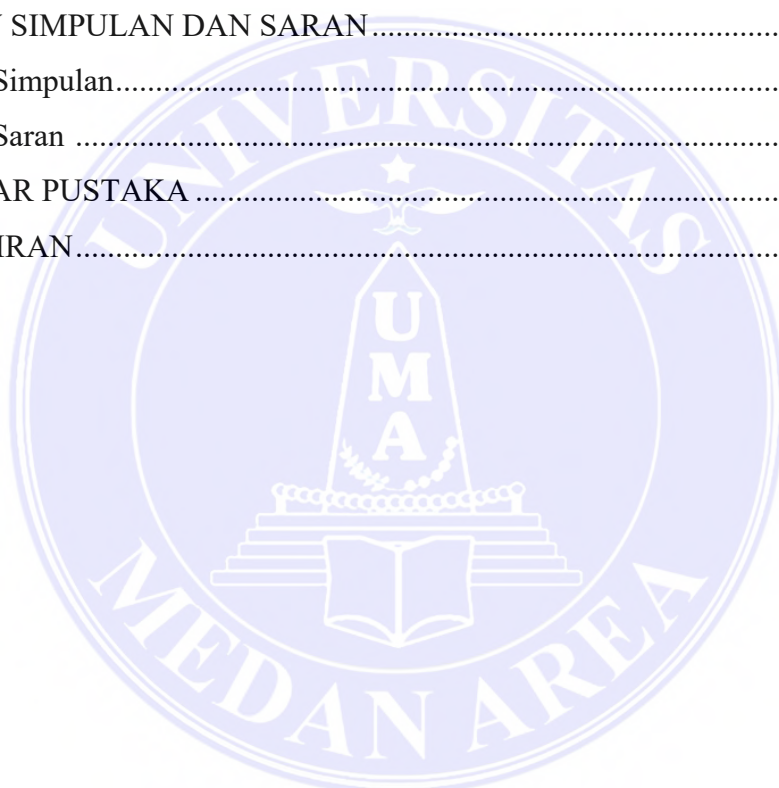 SIMPULAN DAN SARAN....................................................
Simpulan....................................................................................
Saran .........................................................................................
AR PUSTAKA..........................................................................
IRAN.........................................................................................
UNIVERSITAS
U
M
A
MEDAN AREA